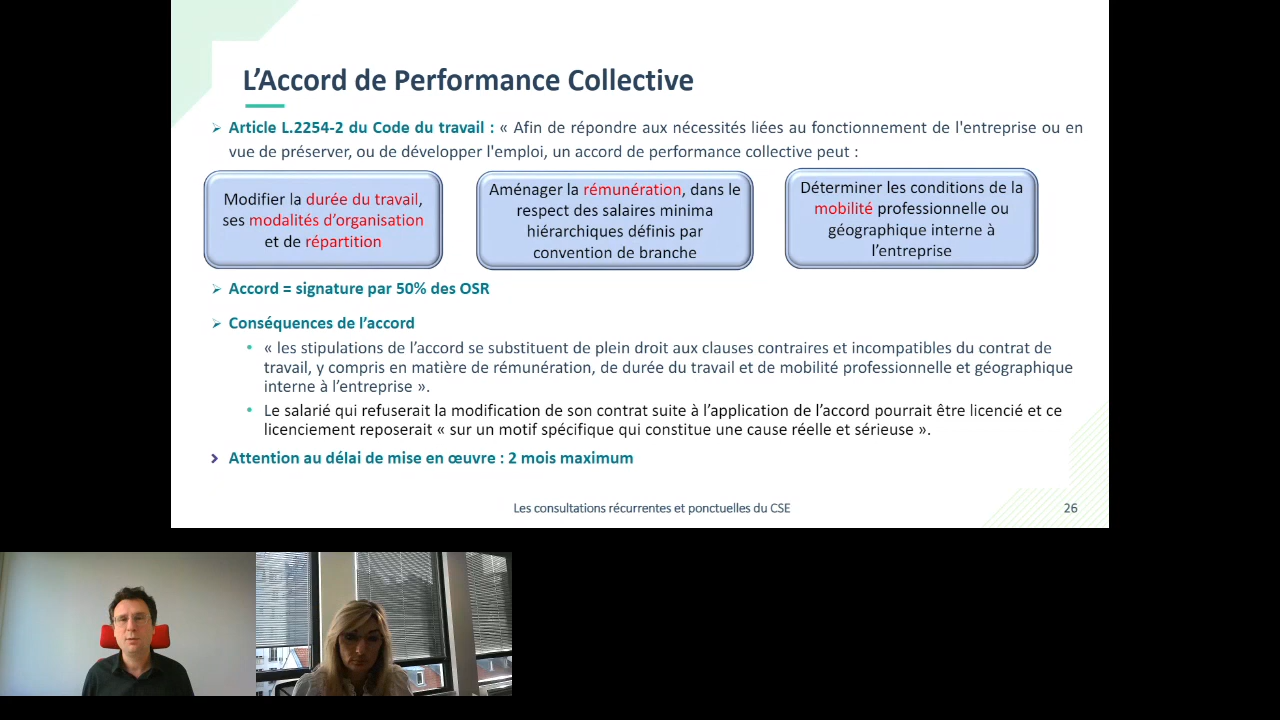 L'Accord de Performance Collective
Article L.2254-2 du Code du travail : « Afin de répondre aux nécessités liées au fonctionnement de l'entreprise ou en
vue de préserver, ou de développer l'emploi, un accord de performance collective peut :
Modifier la durée du travail,
ses modalités d'organisation
et de répartition
Aménager la rémunération, dans le
respect des salaires minima
hiérarchiques définis par
convention de branche
Déterminer les conditions de la
mobilité professionnelle ou
géographique interne à
l'entreprise
Accord = signature par 50% des OSR
Conséquences de l'accord
« les stipulations de l'accord se substituent de plein droit aux clauses contraires et incompatibles du contrat de
travail, y compris en matière de rémunération, de durée du travail et de mobilité professionnelle et géographique
interne à l'entreprise ».
Le salarié qui refuserait la modification de son contrat suite à l'application de l'accord pourrait être licencié et ce
licenciement reposerait « sur un motif spécifique qui constitue une cause réelle et sérieuse ».
Attention au délai de mise en œuvre : 2 mois maximum
Les consultations récurrentes et ponctuelles du CSE
26